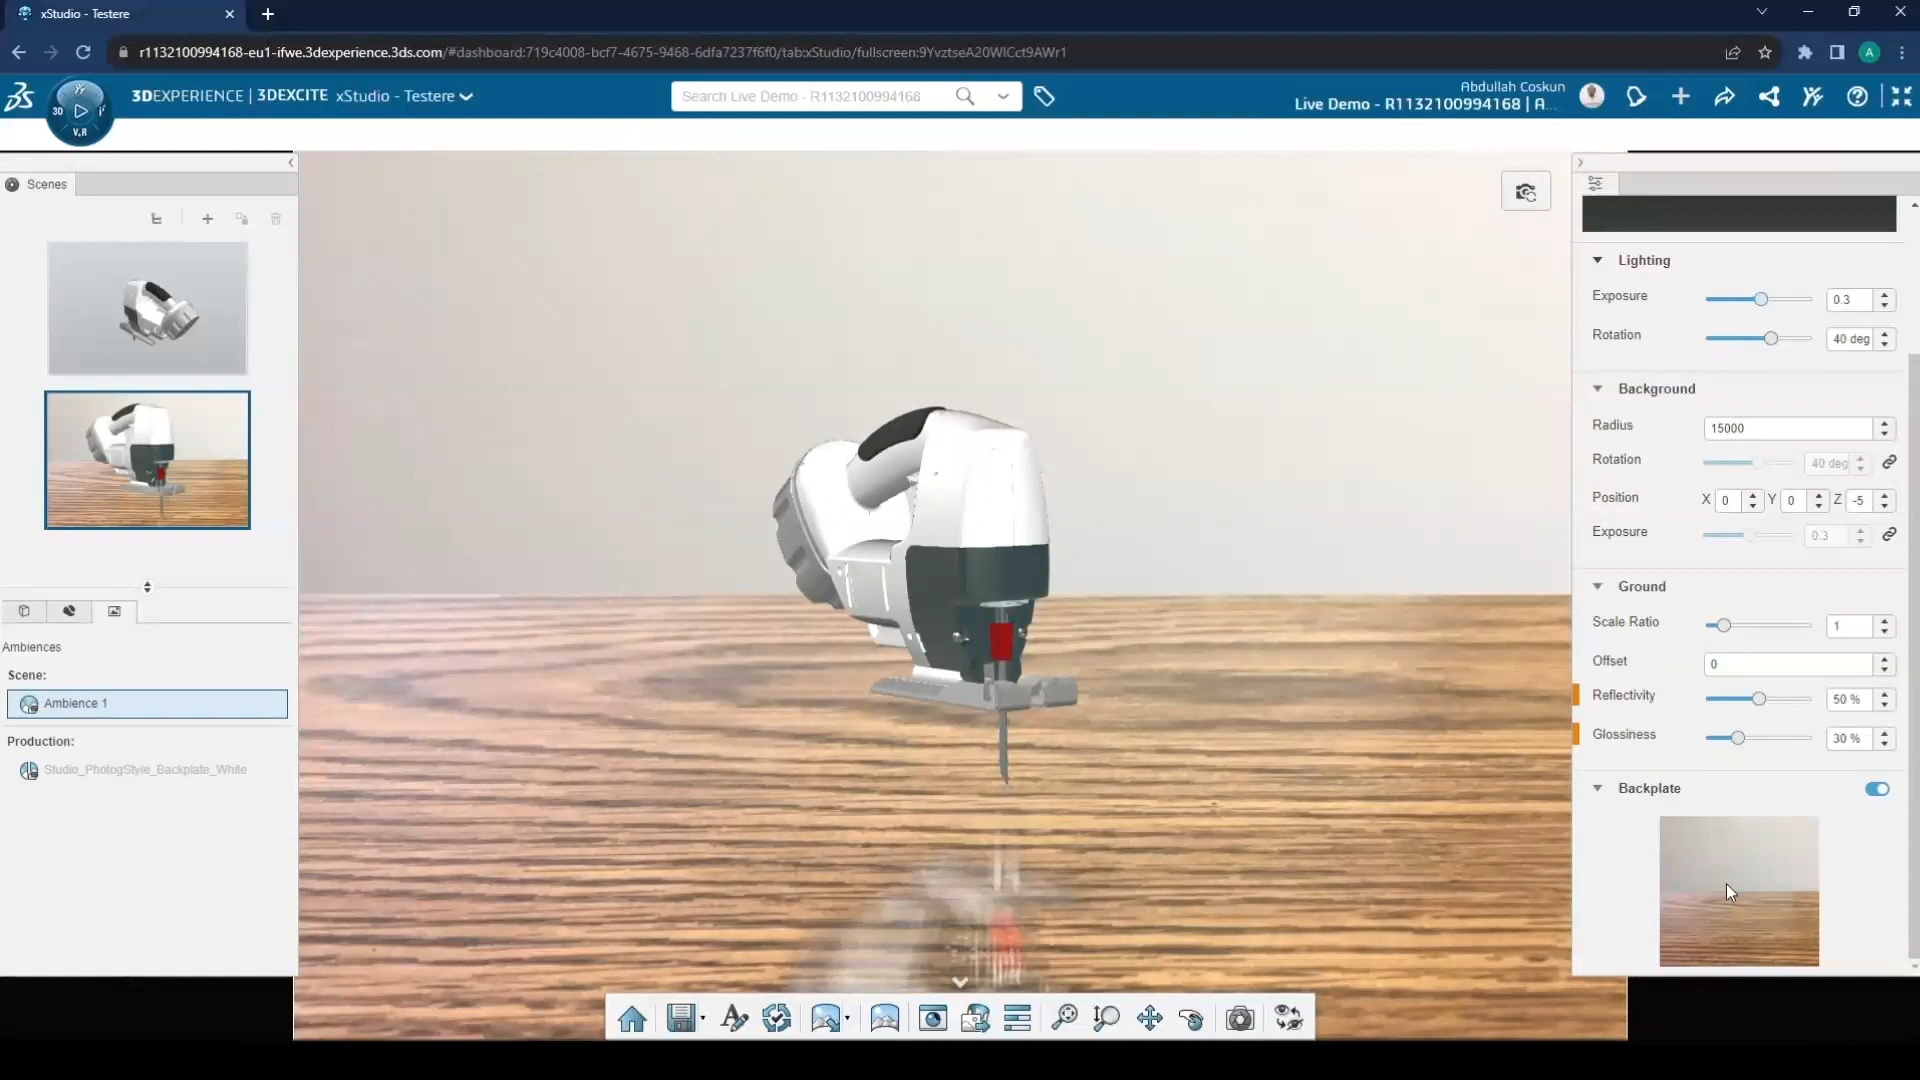 xStudio - Testere
r1132100994168-eu1-ifwe.3dexperience.3ds.com/#dashboard:719c4008-bcf7-4675-9468-6dfa7237f6f0/tab:xStudio/fullscreen:9YvztseA20WlCct9AWr1
A
3D
V.R
3DEXPERIENCE | 3DEXCITE xStudio - Testere
Search Live Demo - R1132100994168
Abdullah Coskun
Live Demo - R1132100994168 | A...
Scenes
Ambiences
Scene:
Ambience 1
Production:
Studio_PhotogStyle_Backplate_White
Lighting
Exposure 0.3
Rotation 40 deg
Background
Radius 15000
Rotation 40 deg
Position X 0 Y 0 Z -5
Exposure 0.3
Ground
Scale Ratio 1
Offset 0
Reflectivity 50 %
Glossiness 30 %
Backplate